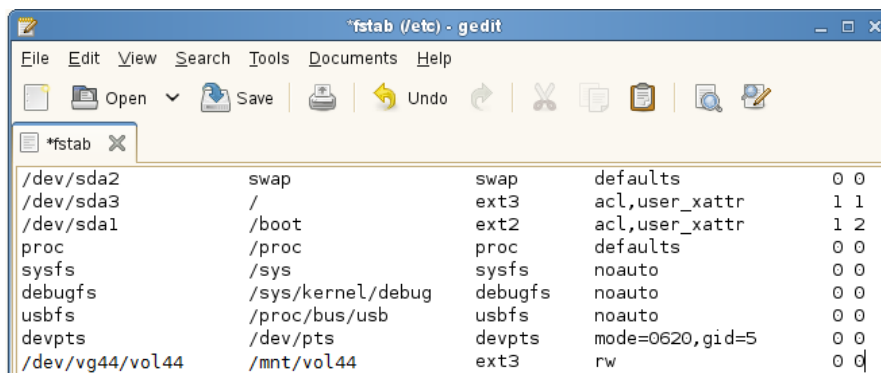 *fstab (/etc) - gedit
File Edit View Search Tools Documents Help
Open Save Undo
*fstab
/dev/sda2 swap swap defaults 0 0
/dev/sda3 / ext3 acl,user_xattr 1 1
/dev/sda1 /boot ext2 acl,user_xattr 1 2
proc /proc proc defaults 0 0
sysfs /sys sysfs noauto 0 0
debugfs /sys/kernel/debug debugfs noauto 0 0
usbfs /proc/bus/usb usbfs noauto 0 0
devpts /dev/pts devpts mode=0620,gid=5 0 0
/dev/vg44/vol44 /mnt/vol44 ext3 rw 0 0